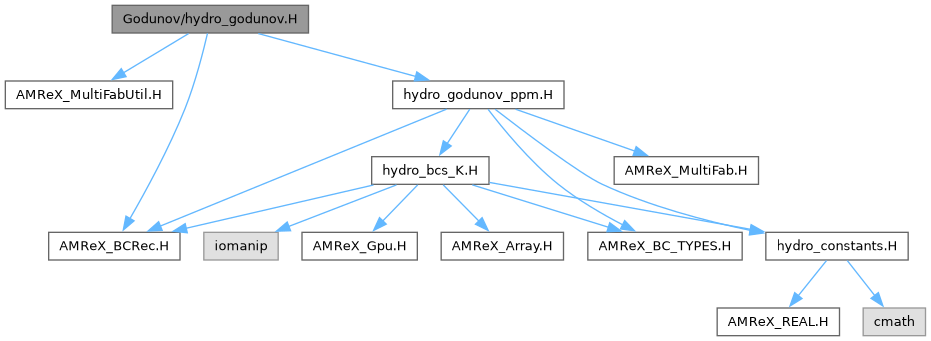 Godunov/hydro_godunov.H
AMReX_MultiFabUtil.H
hydro_godunov_ppm.H
hydro_bcs_K.H
AMReX_MultiFab.H
AMReX_BCRec.H
iomanip
AMReX_Gpu.H
AMReX_Array.H
AMReX_BC_TYPES.H
hydro_constants.H
AMReX_REAL.H
cmath